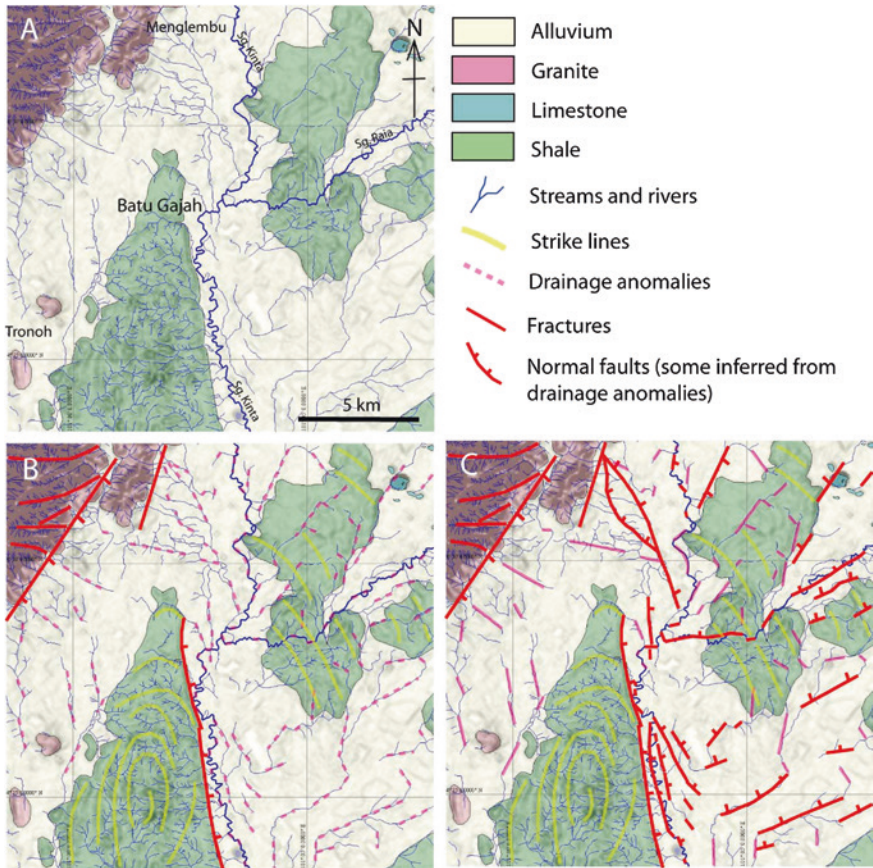 A
Menglembu
Sg. Kinta
N
Sg. Raia
Batu Gajah
Tronoh
Sg. Kinta
5 km
Alluvium
Granite
Limestone
Shale
Streams and rivers
Strike lines
Drainage anomalies
Fractures
Normal faults (some inferred from
drainage anomalies)
B
C